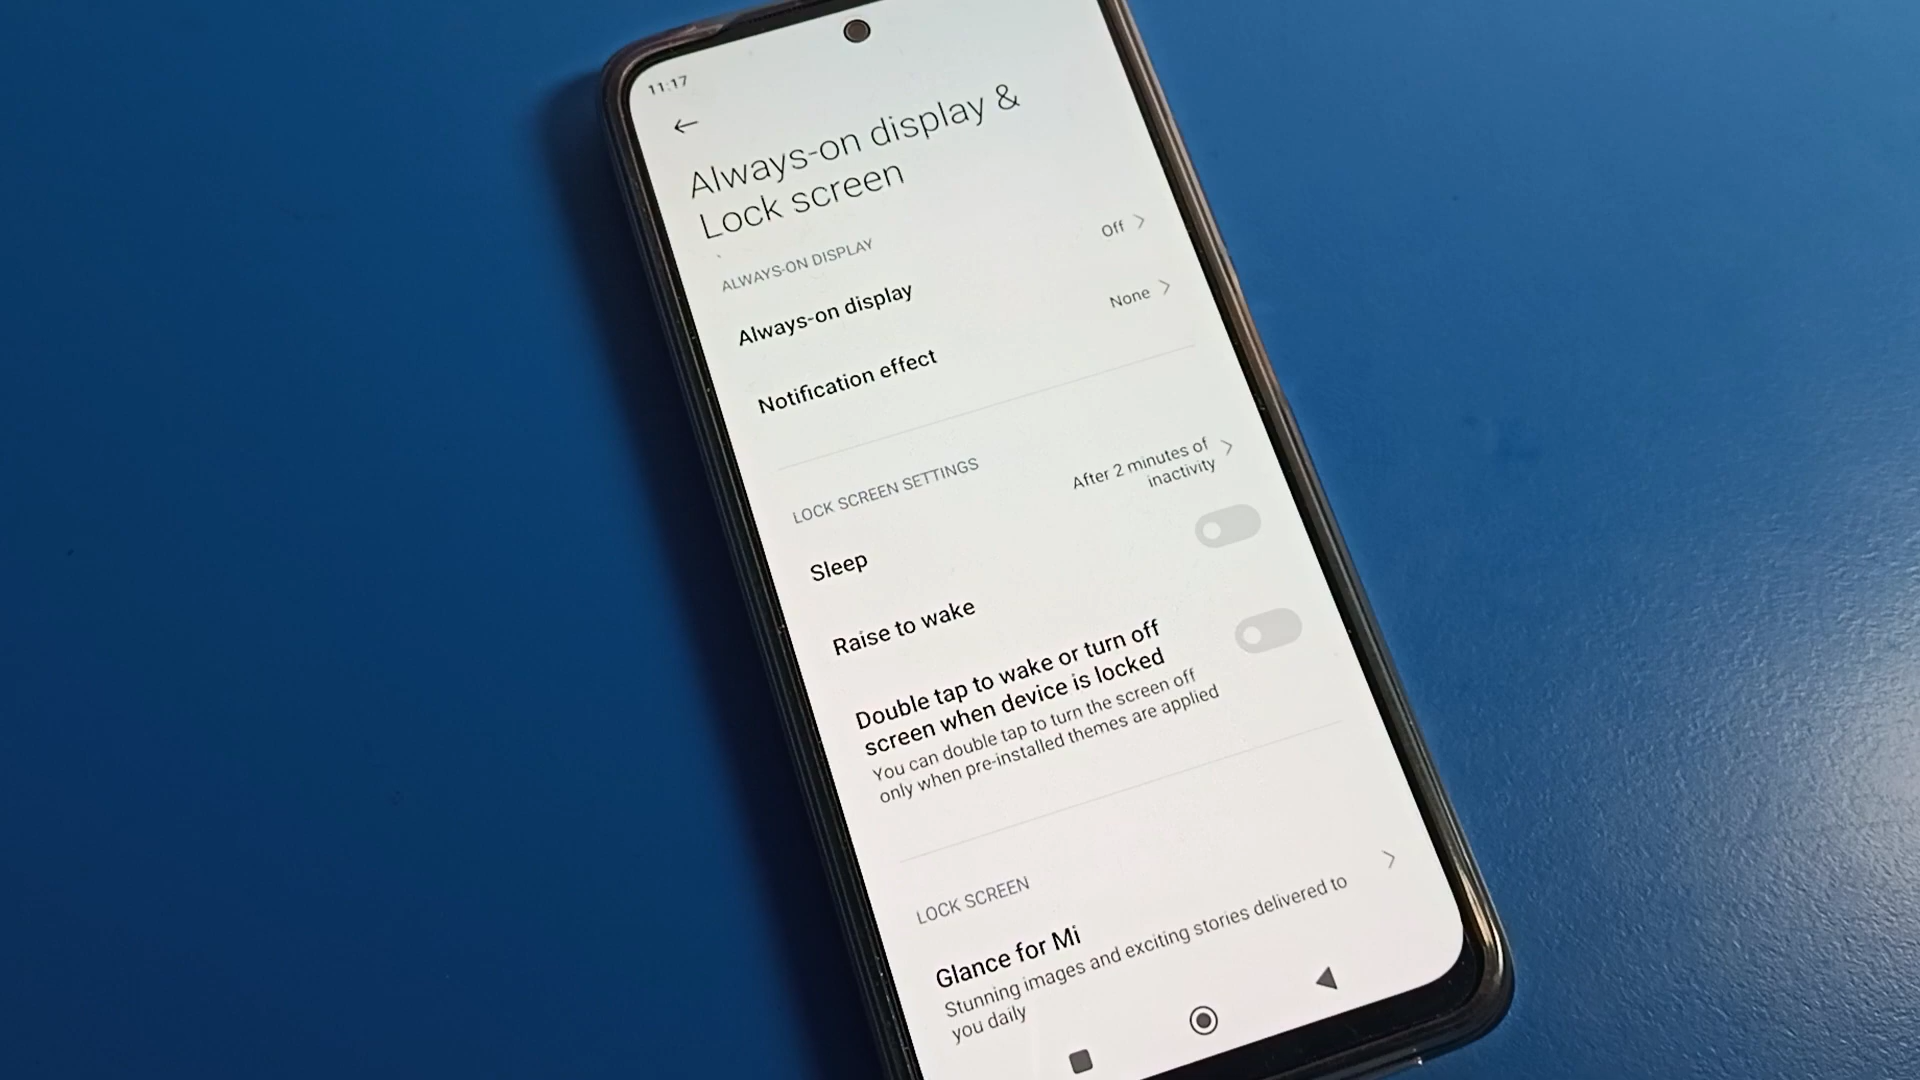 11:17
Always-on display &
Lock screen
ALWAYS-ON DISPLAY
Always-on display
Off
Notification effect
None
LOCK SCREEN SETTINGS
Sleep
After 2 minutes of
inactivity
Raise to wake
Double tap to wake or turn off
screen when device is locked
You can double tap to turn the screen off
only when pre-installed themes are applied
LOCK SCREEN
Glance for Mi
Stunning images and exciting stories delivered to
you daily